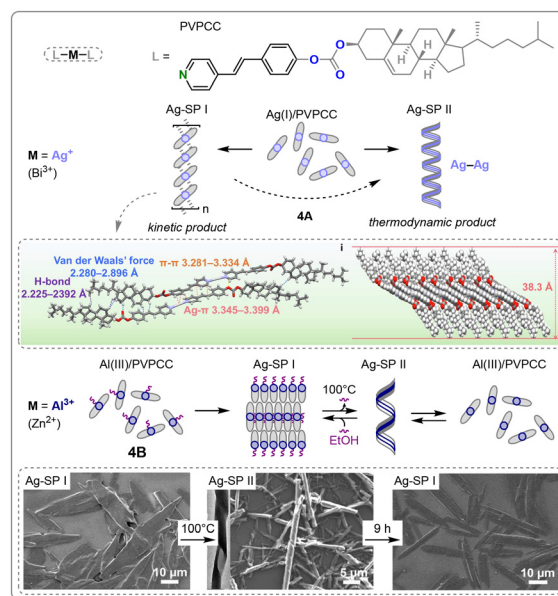 PVPCC
L–M–L
L =
N
O
O
O
H
H
H
Ag-SP I
Ag(I)/PVPCC
Ag-SP II
M = Ag⁺
(Bi³⁺)
Ag–Ag
n
4A
kinetic product
thermodynamic product
Van der Waals' force
2.280–2.896 Å
π-π 3.281–3.334 Å
H-bond
2.225–2392 Å
Ag-π 3.345–3.399 Å
i
38.3 Å
Al(III)/PVPCC
Ag-SP I
Ag-SP II
Al(III)/PVPCC
M = Al³⁺
(Zn²⁺)
100°C
EtOH
4B
Ag-SP I
Ag-SP II
Ag-SP I
100°C
9 h
10 µm
5 µm
10 µm